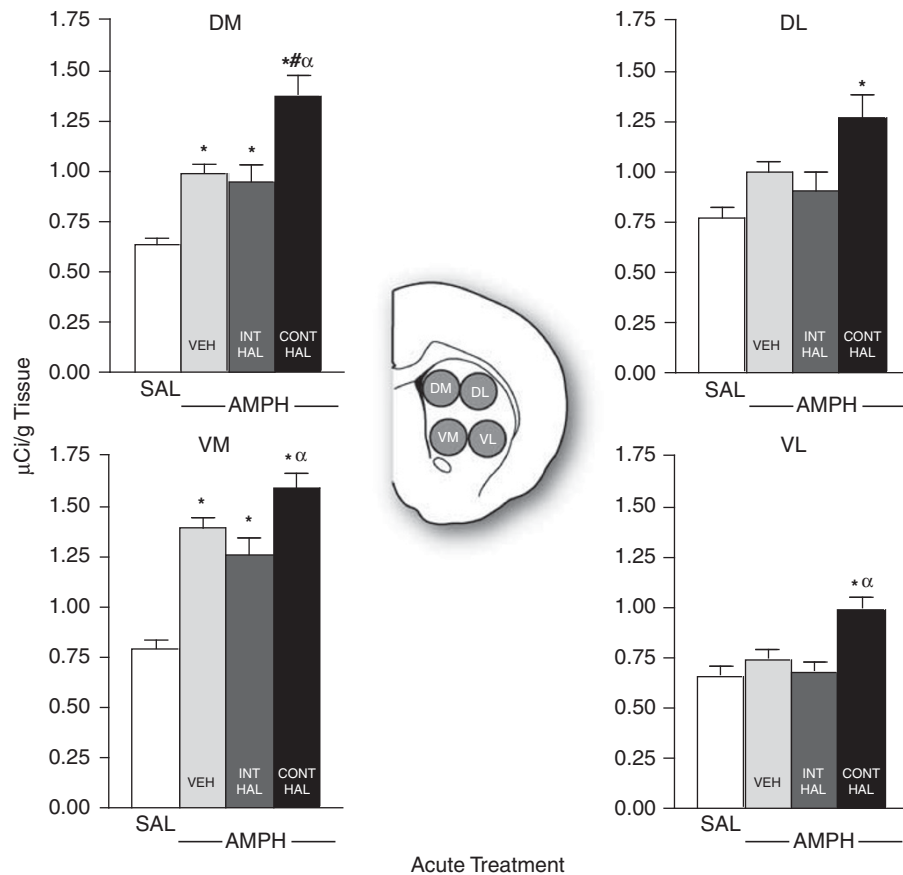 DM
1.75
1.50
1.25
1.00
0.75
0.50
0.25
0.00
*
*
*#α
VEH
INT
HAL
CONT
HAL
SAL
AMPH
DL
1.75
1.50
1.25
1.00
0.75
0.50
0.25
0.00
*
VEH
INT
HAL
CONT
HAL
SAL
AMPH
µCi/g Tissue
DM DL
VM VL
VM
1.75
1.50
1.25
1.00
0.75
0.50
0.25
0.00
*
*
* α
VEH
INT
HAL
CONT
HAL
SAL
AMPH
VL
1.75
1.50
1.25
1.00
0.75
0.50
0.25
0.00
* α
VEH
INT
HAL
CONT
HAL
SAL
AMPH
Acute Treatment